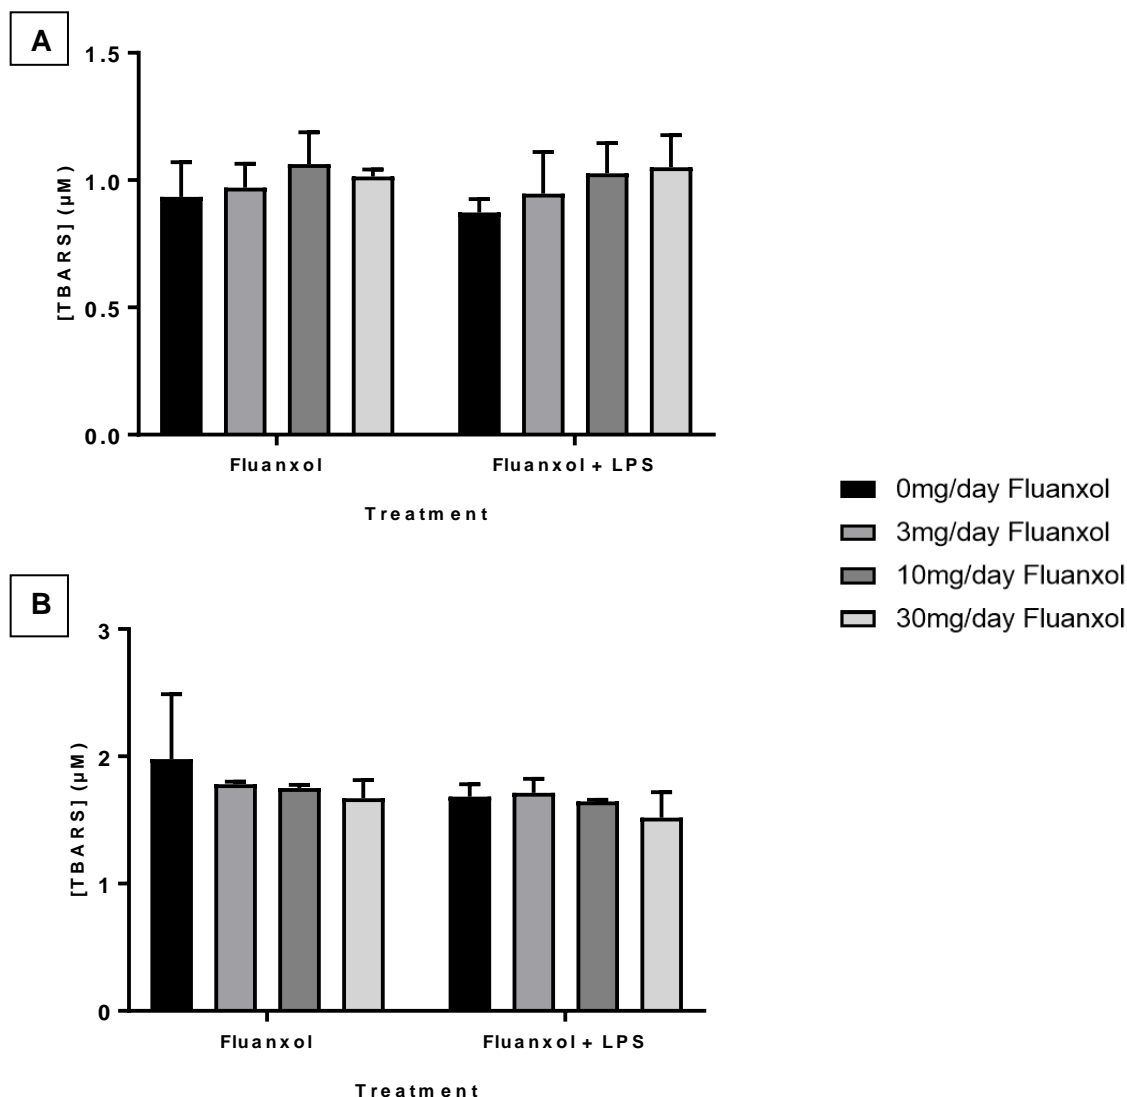 A
1.5
1.0
0.5
0.0
[TBARS] (µM)
Fluanxol
Fluanxol + LPS
Treatment
0mg/day Fluanxol
3mg/day Fluanxol
10mg/day Fluanxol
30mg/day Fluanxol
B
3
2
1
0
[TBARS] (µM)
Fluanxol
Fluanxol + LPS
Treatment